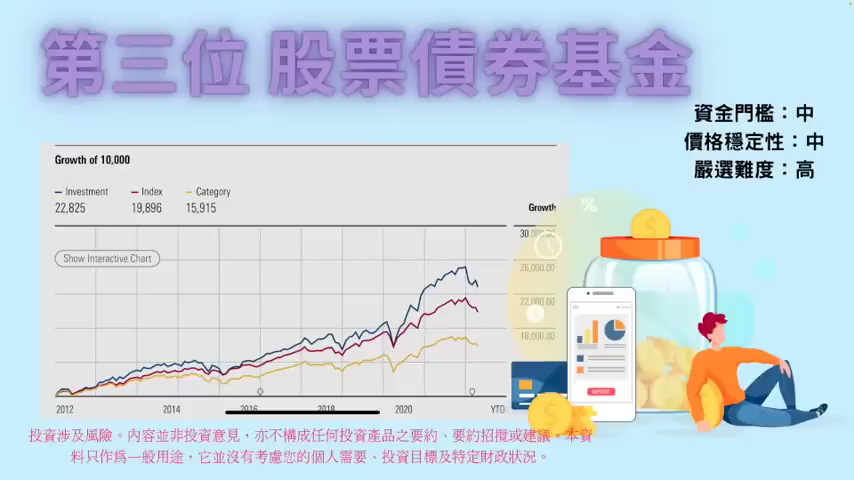 第三位 股票債券基金
資金門檻：中
價格穩定性：中
嚴選難度：高
Growth of 10,000
Investment Index Category
22,825 19,896 15,915
Growth
30,000.00
Show Interactive Chart
26,000.00
22,000.00
18,000.00
2012 2014 2016 2018 2020 YTD
%
投資涉及風險。內容並非投資意見，亦不構成任何投資產品之要約、要約招攬或建議。本資
料只作為一般用途，它並沒有考慮您的個人需要、投資目標及特定財政狀況。